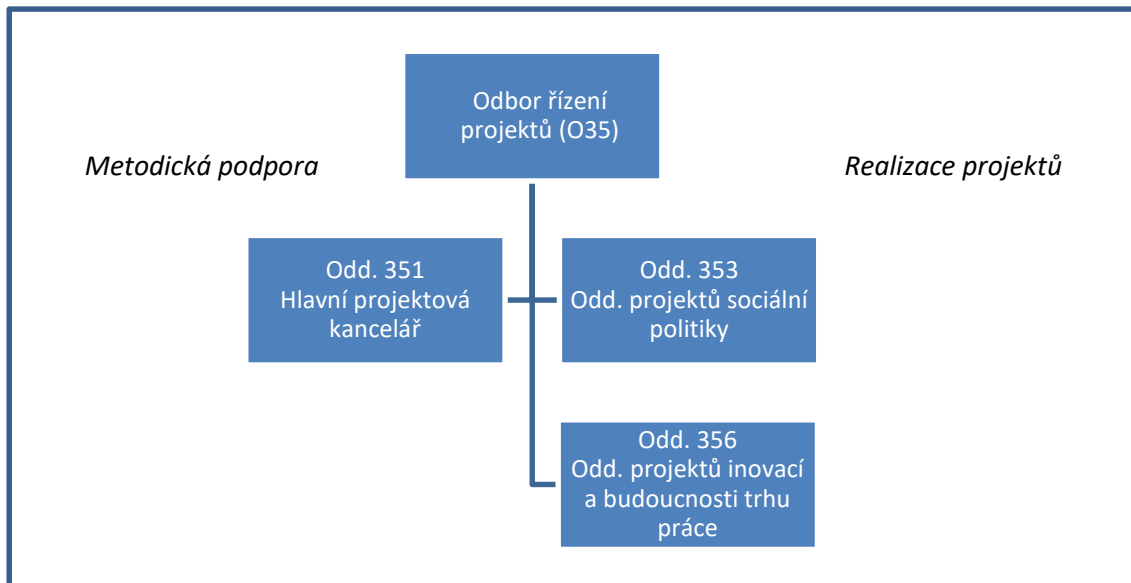 Odbor řízení
projektů (O35)
Metodická podpora
Realizace projektů
Odd. 351
Hlavní projektová
kancelář
Odd. 353
Odd. projektů sociální
politiky
Odd. 356
Odd. projektů inovací
a budoucnosti trhu
práce